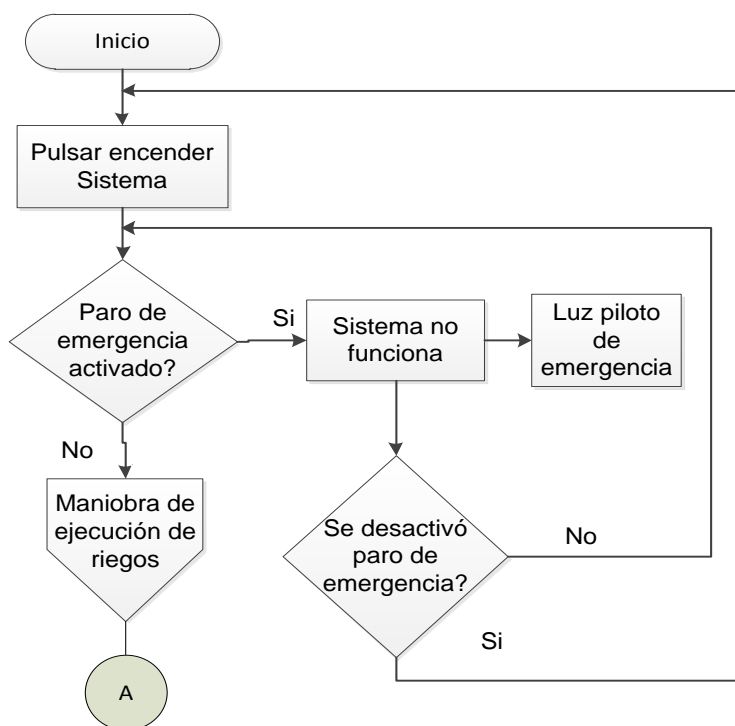 Inicio
Pulsar encender
Sistema
Paro de
emergencia
activado?
Si
Sistema no
funciona
Luz piloto
de
emergencia
No
Maniobra de
ejecución de
riegos
Se desactivó
paro de
emergencia?
No
Si
A